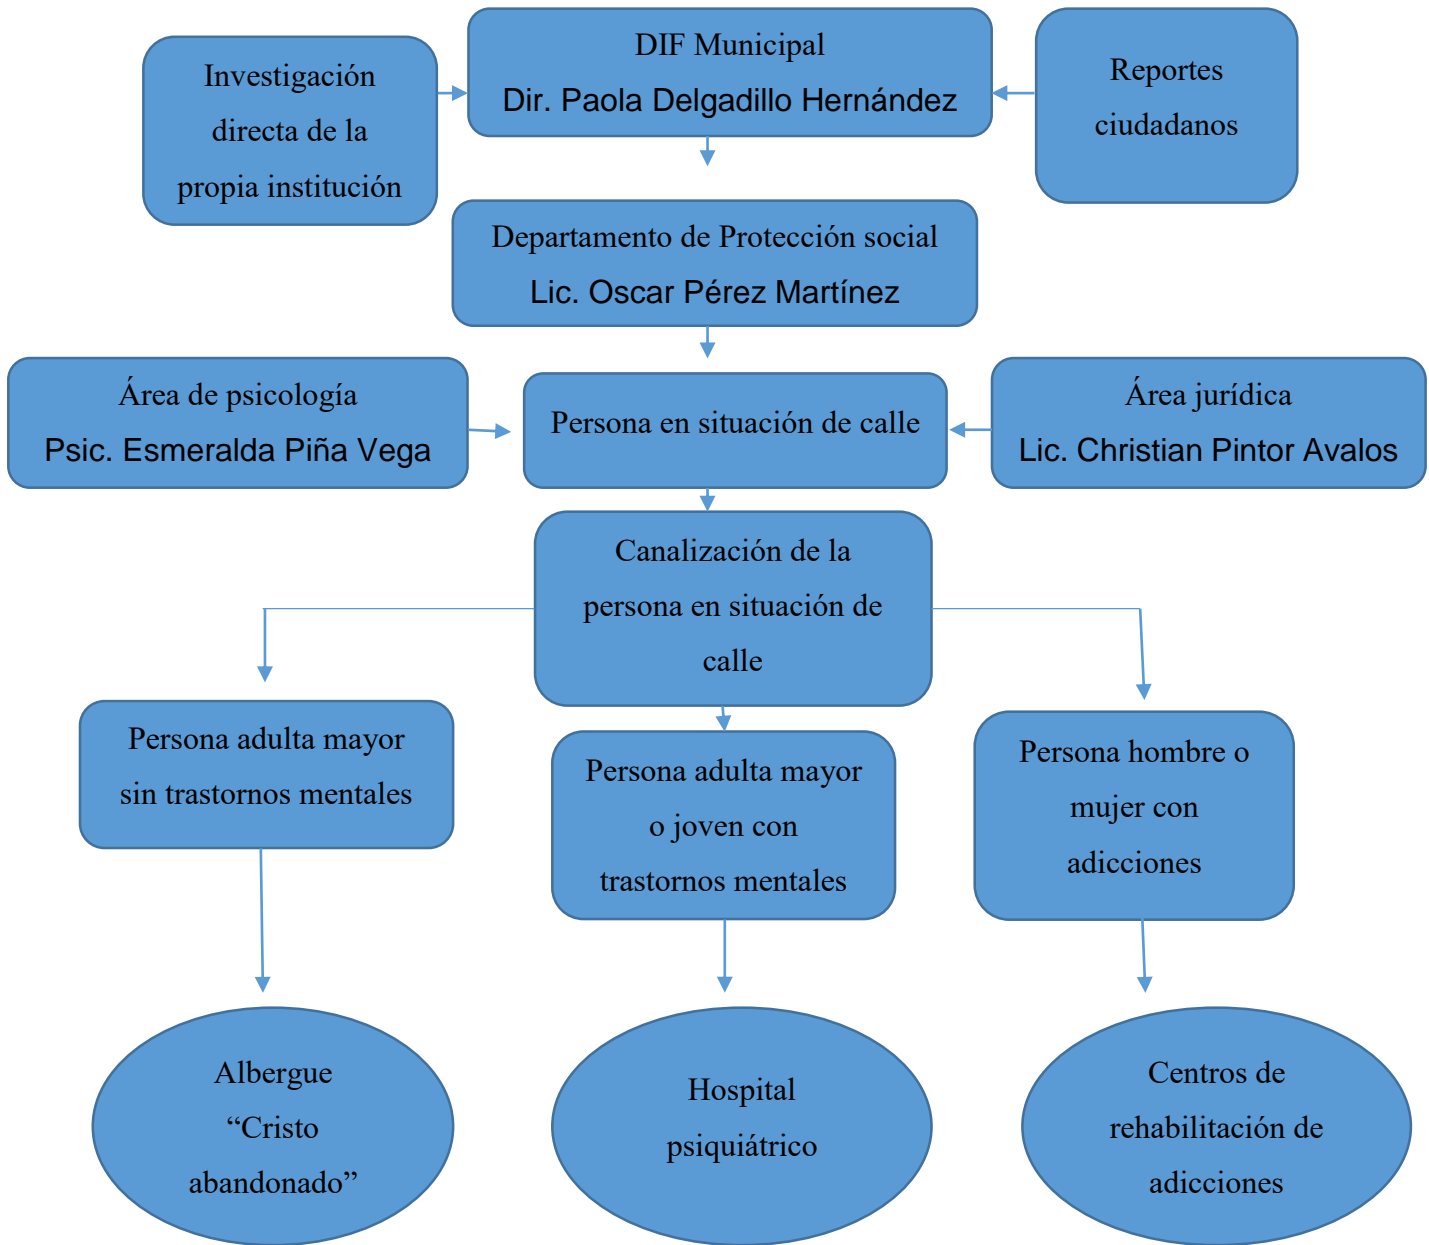 Investigación
directa de la
propia institución
DIF Municipal
Dir. Paola Delgadillo Hernández
Reportes
ciudadanos
Departamento de Protección social
Lic. Oscar Pérez Martínez
Área de psicología
Psic. Esmeralda Piña Vega
Persona en situación de calle
Área jurídica
Lic. Christian Pintor Avalos
Canalización de la
persona en situación de
calle
Persona adulta mayor
sin trastornos mentales
Persona adulta mayor
o joven con
trastornos mentales
Persona hombre o
mujer con
adicciones
Albergue
“Cristo
abandonado”
Hospital
psiquiátrico
Centros de
rehabilitación de
adicciones